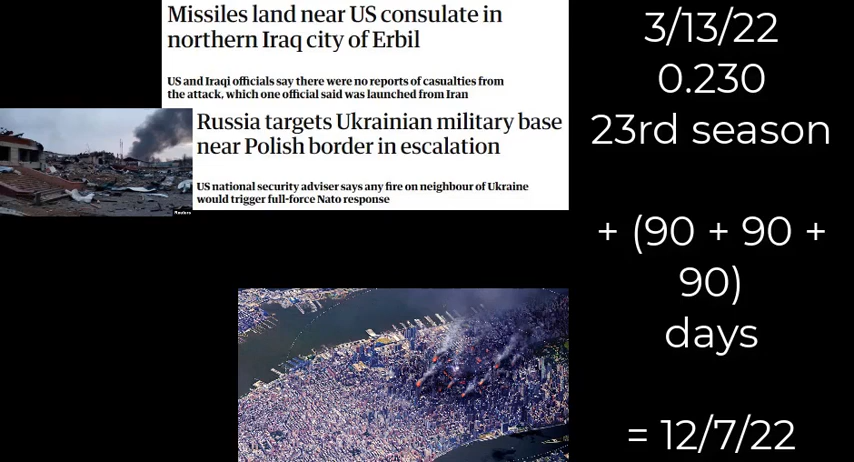 Missiles land near US consulate in
northern Iraq city of Erbil
US and Iraqi officials say there were no reports of casualties from
the attack, which one official said was launched from Iran
Russia targets Ukrainian military base
near Polish border in escalation
US national security adviser says any fire on neighbour of Ukraine
would trigger full-force Nato response
Reuters
3/13/22
0.230
23rd season
+ (90 + 90 +
90)
days
= 12/7/22